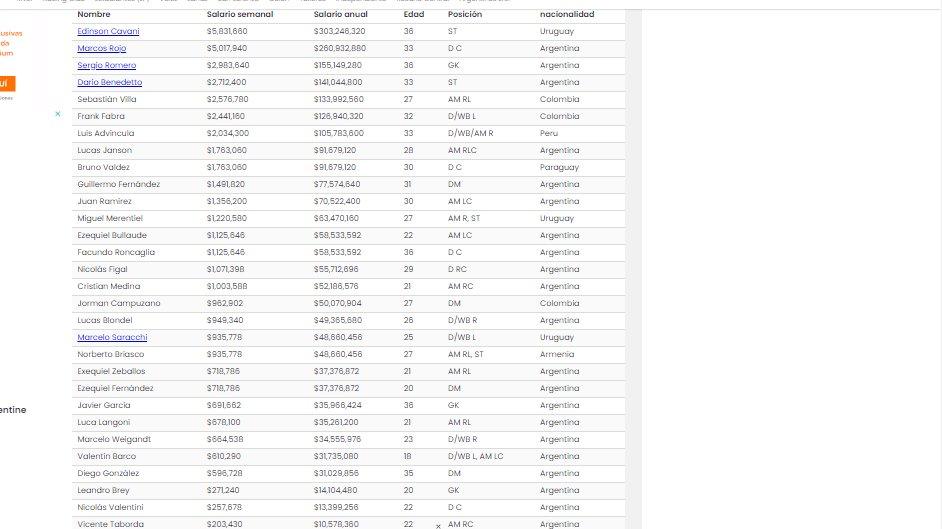 Nombre Salario semanal Salario anual Edad Posición nacionalidad
Edinson Cavani $5,831,660 $303,246,320 36 ST Uruguay
Marcos Rojo $5,017,940 $260,932,880 33 D C Argentina
Sergio Romero $2,983,640 $155,149,280 36 GK Argentina
Darío Benedetto $2,712,400 $141,044,800 33 ST Argentina
Sebastián Villa $2,576,780 $133,992,560 27 AM RL Colombia
Frank Fabra $2,441,160 $126,940,320 32 D/WB L Colombia
Luis Advíncula $2,034,300 $105,783,600 33 D/WB/AM R Peru
Lucas Janson $1,763,060 $91,679,120 28 AM RLC Argentina
Bruno Valdez $1,763,060 $91,679,120 30 D C Paraguay
Guillermo Fernández $1,491,820 $77,574,640 31 DM Argentina
Juan Ramírez $1,356,200 $70,522,400 30 AM LC Argentina
Miguel Merentiel $1,220,580 $63,470,160 27 AM R, ST Uruguay
Ezequiel Bullaude $1,125,646 $58,533,592 22 AM LC Argentina
Facundo Roncaglia $1,125,646 $58,533,592 36 D C Argentina
Nicolás Figal $1,071,398 $55,712,696 29 D RC Argentina
Cristian Medina $1,003,588 $52,186,576 21 AM RC Argentina
Jorman Campuzano $962,902 $50,070,904 27 DM Colombia
Lucas Blondel $949,340 $49,365,680 26 D/WB R Argentina
Marcelo Saracchi $935,778 $48,660,456 25 D/WB L Uruguay
Norberto Briasco $935,778 $48,660,456 27 AM RL, ST Armenia
Exequiel Zeballos $718,786 $37,376,872 21 AM RL Argentina
Ezequiel Fernández $718,786 $37,376,872 20 DM Argentina
Javier García $691,662 $35,966,424 36 GK Argentina
Luca Langoni $678,100 $35,261,200 21 AM RL Argentina
Marcelo Weigandt $664,538 $34,555,976 23 D/WB R Argentina
Valentín Barco $610,290 $31,735,080 18 D/WB L, AM LC Argentina
Diego González $596,728 $31,029,856 35 DM Argentina
Leandro Brey $271,240 $14,104,480 20 GK Argentina
Nicolás Valentini $257,678 $13,399,256 22 D C Argentina
Vicente Taborda $203,430 $10,578,360 22 AM RC Argentina
usivas
da
ium
UÍ
entine